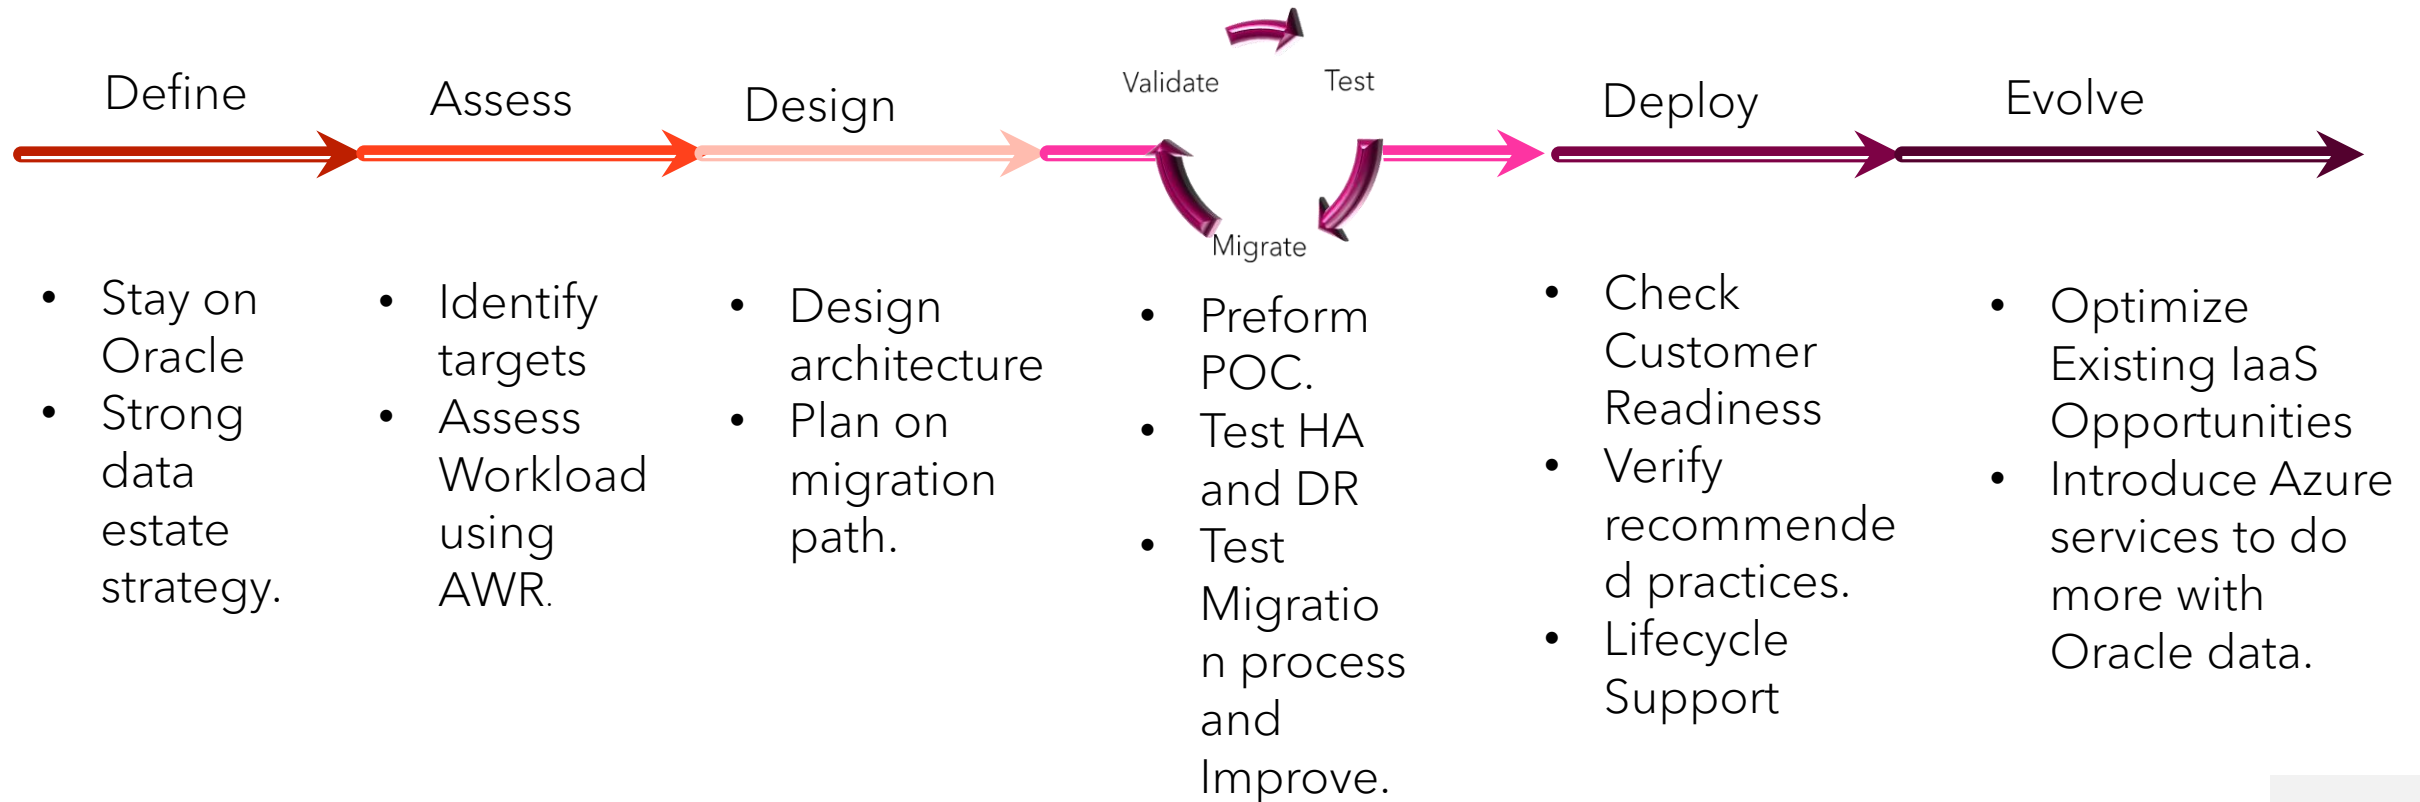 Define
Assess
Design
Validate
Test
Migrate
Deploy
Evolve
• Stay on
Oracle
• Strong
data
estate
strategy.
• Identify
targets
• Assess
Workload
using
AWR.
• Design
architecture
• Plan on
migration
path.
• Preform
POC.
• Test HA
and DR
• Test
Migratio
n process
and
Improve.
• Check
Customer
Readiness
• Verify
recommende
d practices.
• Lifecycle
Support
• Optimize
Existing IaaS
Opportunities
• Introduce Azure
services to do
more with
Oracle data.